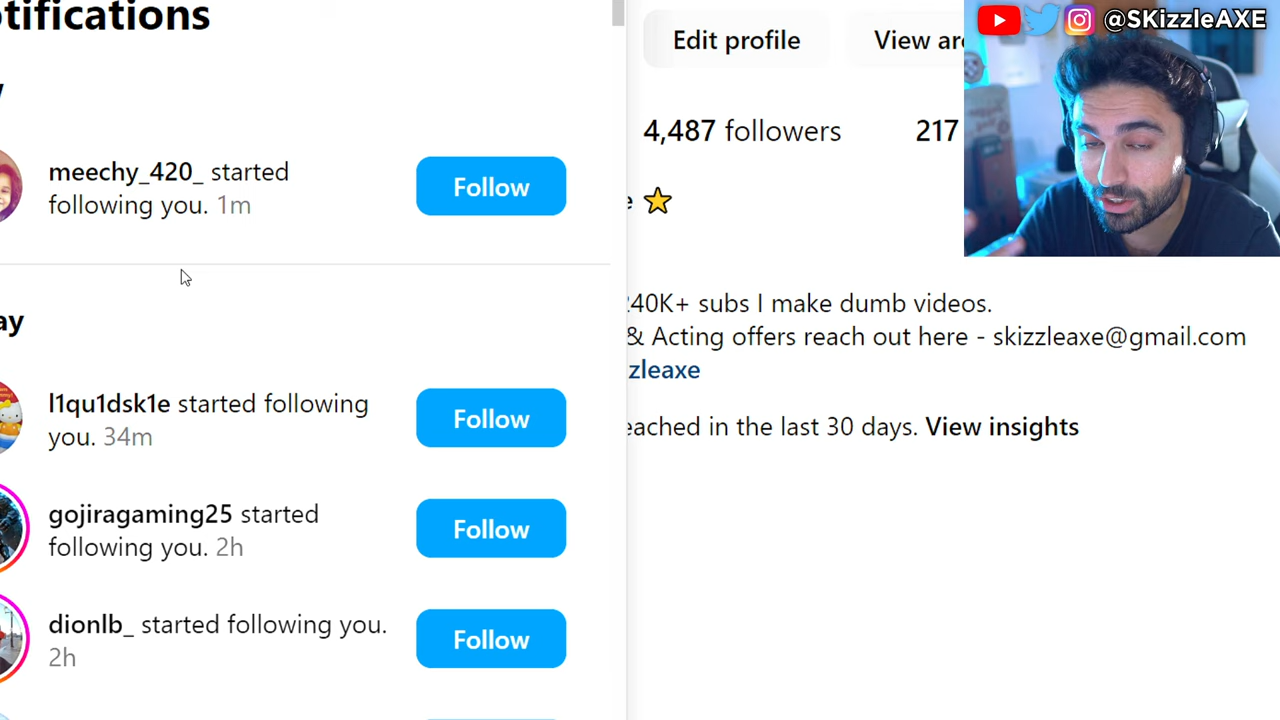 tifications
meechy_420_ started
following you. 1m
Follow
ay
l1qu1dsk1e started following
you. 34m
Follow
gojiragaming25 started
following you. 2h
Follow
dionlb_ started following you.
2h
Follow
Edit profile
View arc
4,487 followers
217
e ⭐
240K+ subs I make dumb videos.
& Acting offers reach out here - skizzleaxe@gmail.com
zleaxe
eached in the last 30 days. View insights
@SKizzleAXE